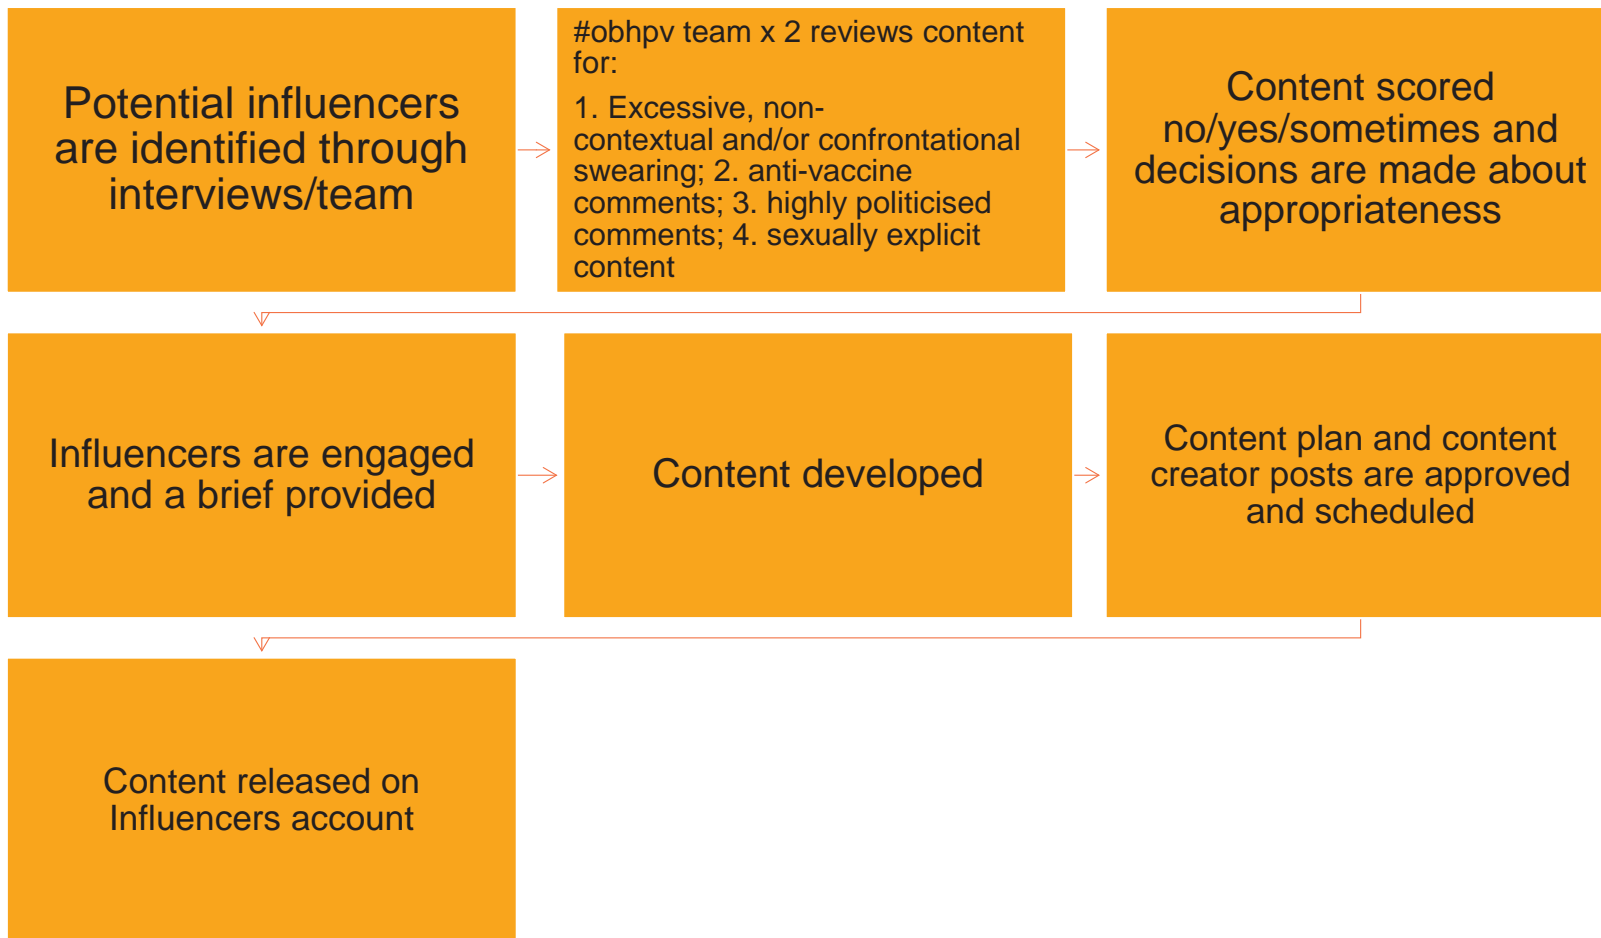 Potential influencers
are identified through
interviews/team
#obhpv team x 2 reviews content
for:
1. Excessive, non-
contextual and/or confrontational
swearing; 2. anti-vaccine
comments; 3. highly politicised
comments; 4. sexually explicit
content
Content scored
no/yes/sometimes and
decisions are made about
appropriateness
Influencers are engaged
and a brief provided
Content developed
Content plan and content
creator posts are approved
and scheduled
Content released on
Influencers account